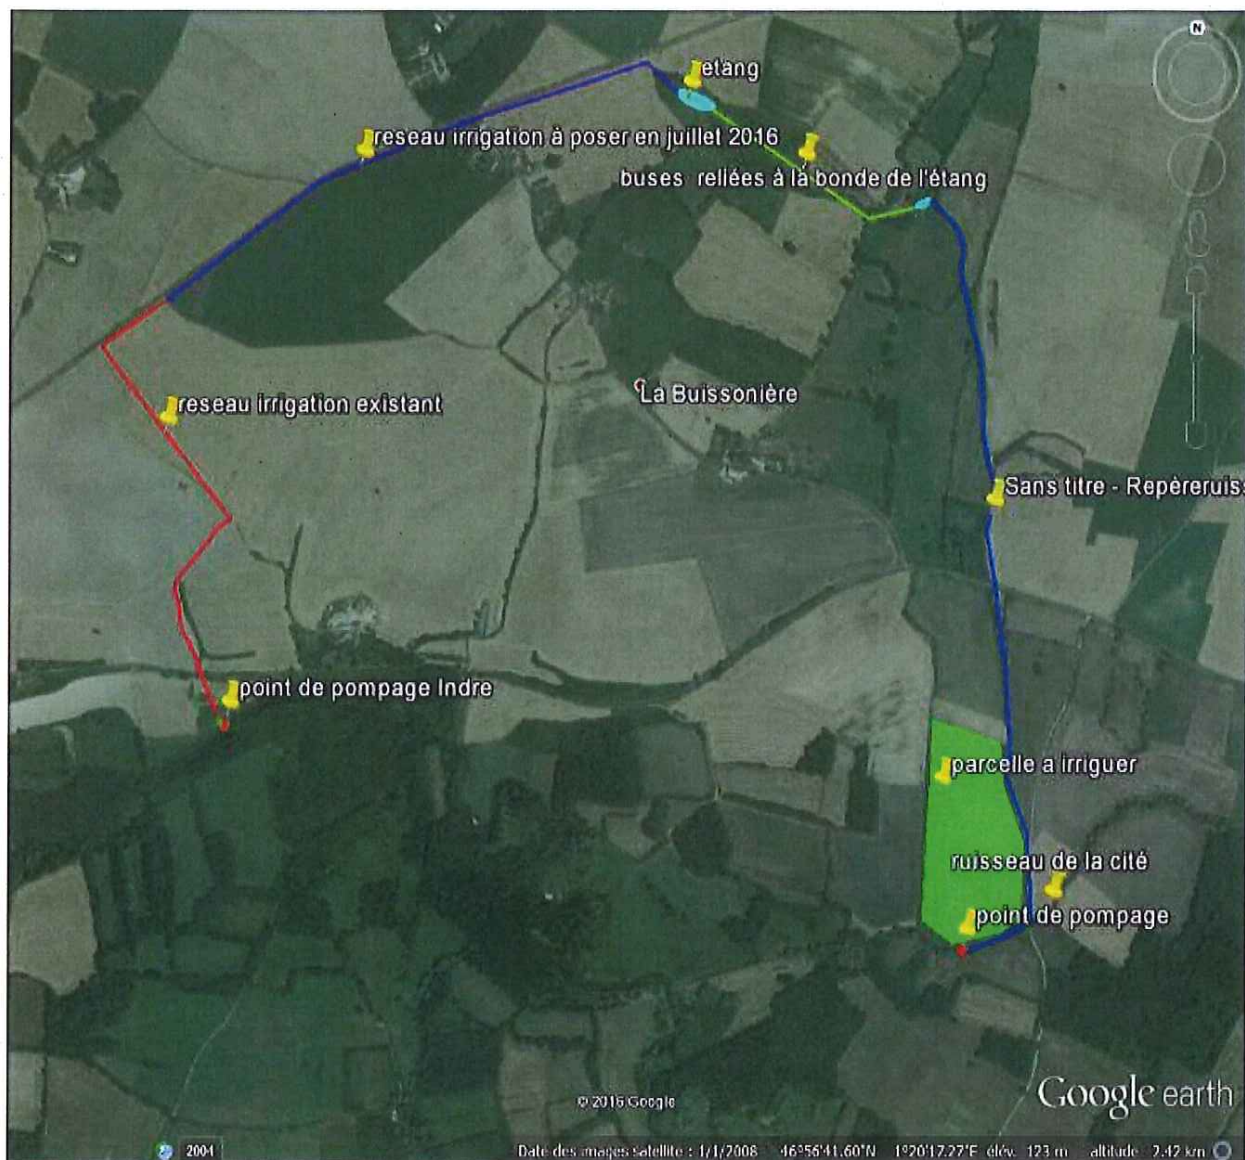 N
etang
reseau irrigation à poser en juillet 2016
buses reliées à la bonde de l'étang
La Buissonière
reseau irrigation existant
Sans titre - Repèreruiss
point de pompage Indre
parcelle a irriguer
ruisseau de la cité
point de pompage
Google earth
© 2016 Google
2004
Date des images satellite : 1/1/2008 46°56'41.60"N 1°20'17.27"E élév. 123 m altitude 2.42 km